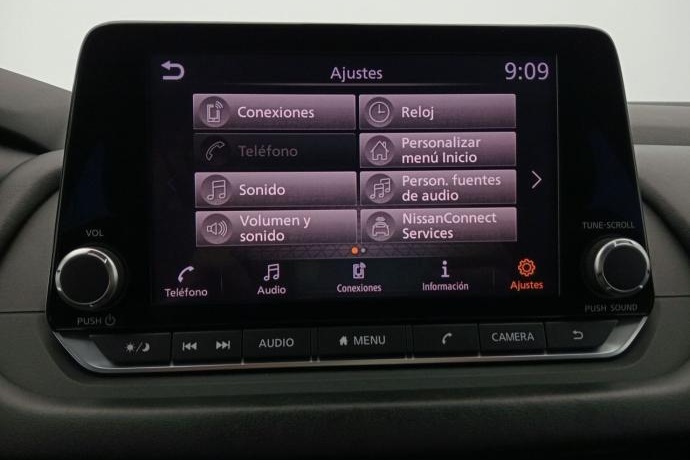 Ajustes
9:09
Conexiones
Reloj
Teléfono
Personalizar
menú Inicio
Sonido
Person. fuentes
de audio
Volumen y
sonido
NissanConnect
Services
Teléfono
Audio
Conexiones
Información
Ajustes
VOL
PUSH
TUNE·SCROLL
PUSH SOUND
AUDIO
MENU
CAMERA